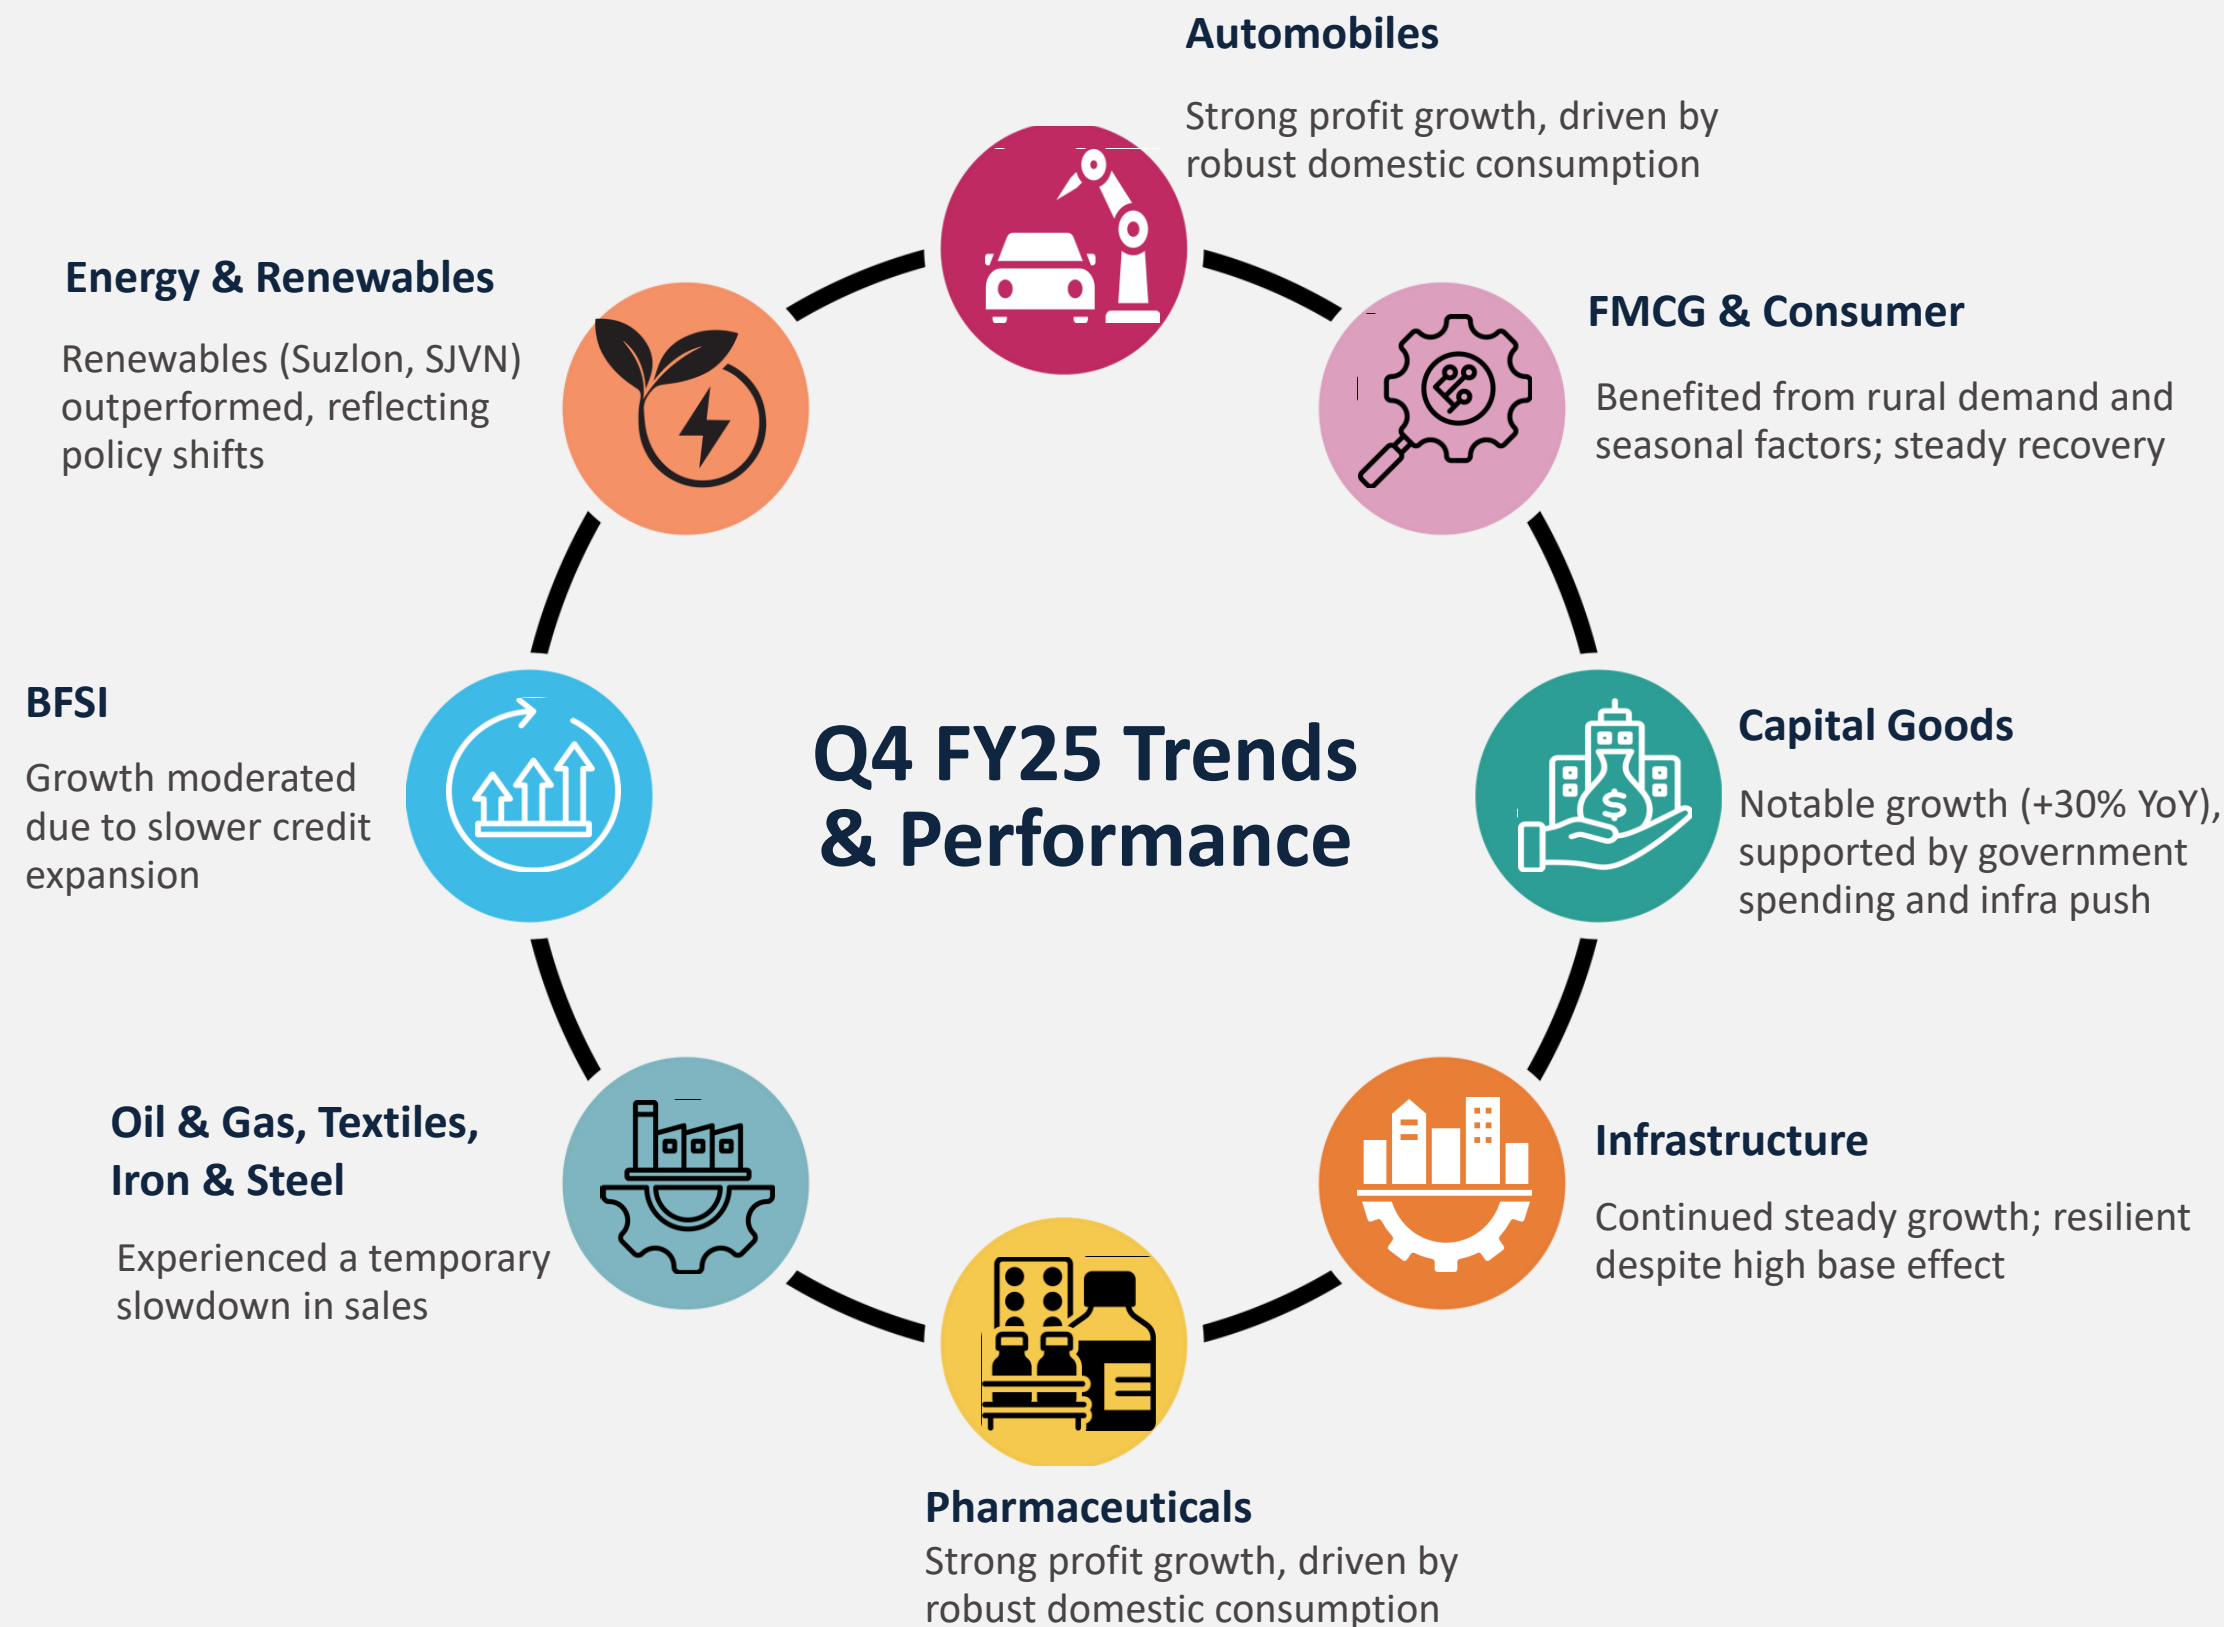 Automobiles
Strong profit growth, driven by
robust domestic consumption
Energy & Renewables
Renewables (Suzlon, SJVN)
outperformed, reflecting
policy shifts
FMCG & Consumer
Benefited from rural demand and
seasonal factors; steady recovery
BFSI
Growth moderated
due to slower credit
expansion
Q4 FY25 Trends
& Performance
Capital Goods
Notable growth (+30% YoY),
supported by government
spending and infra push
$
Oil & Gas, Textiles,
Iron & Steel
Experienced a temporary
slowdown in sales
Infrastructure
Continued steady growth; resilient
despite high base effect
Pharmaceuticals
Strong profit growth, driven by
robust domestic consumption